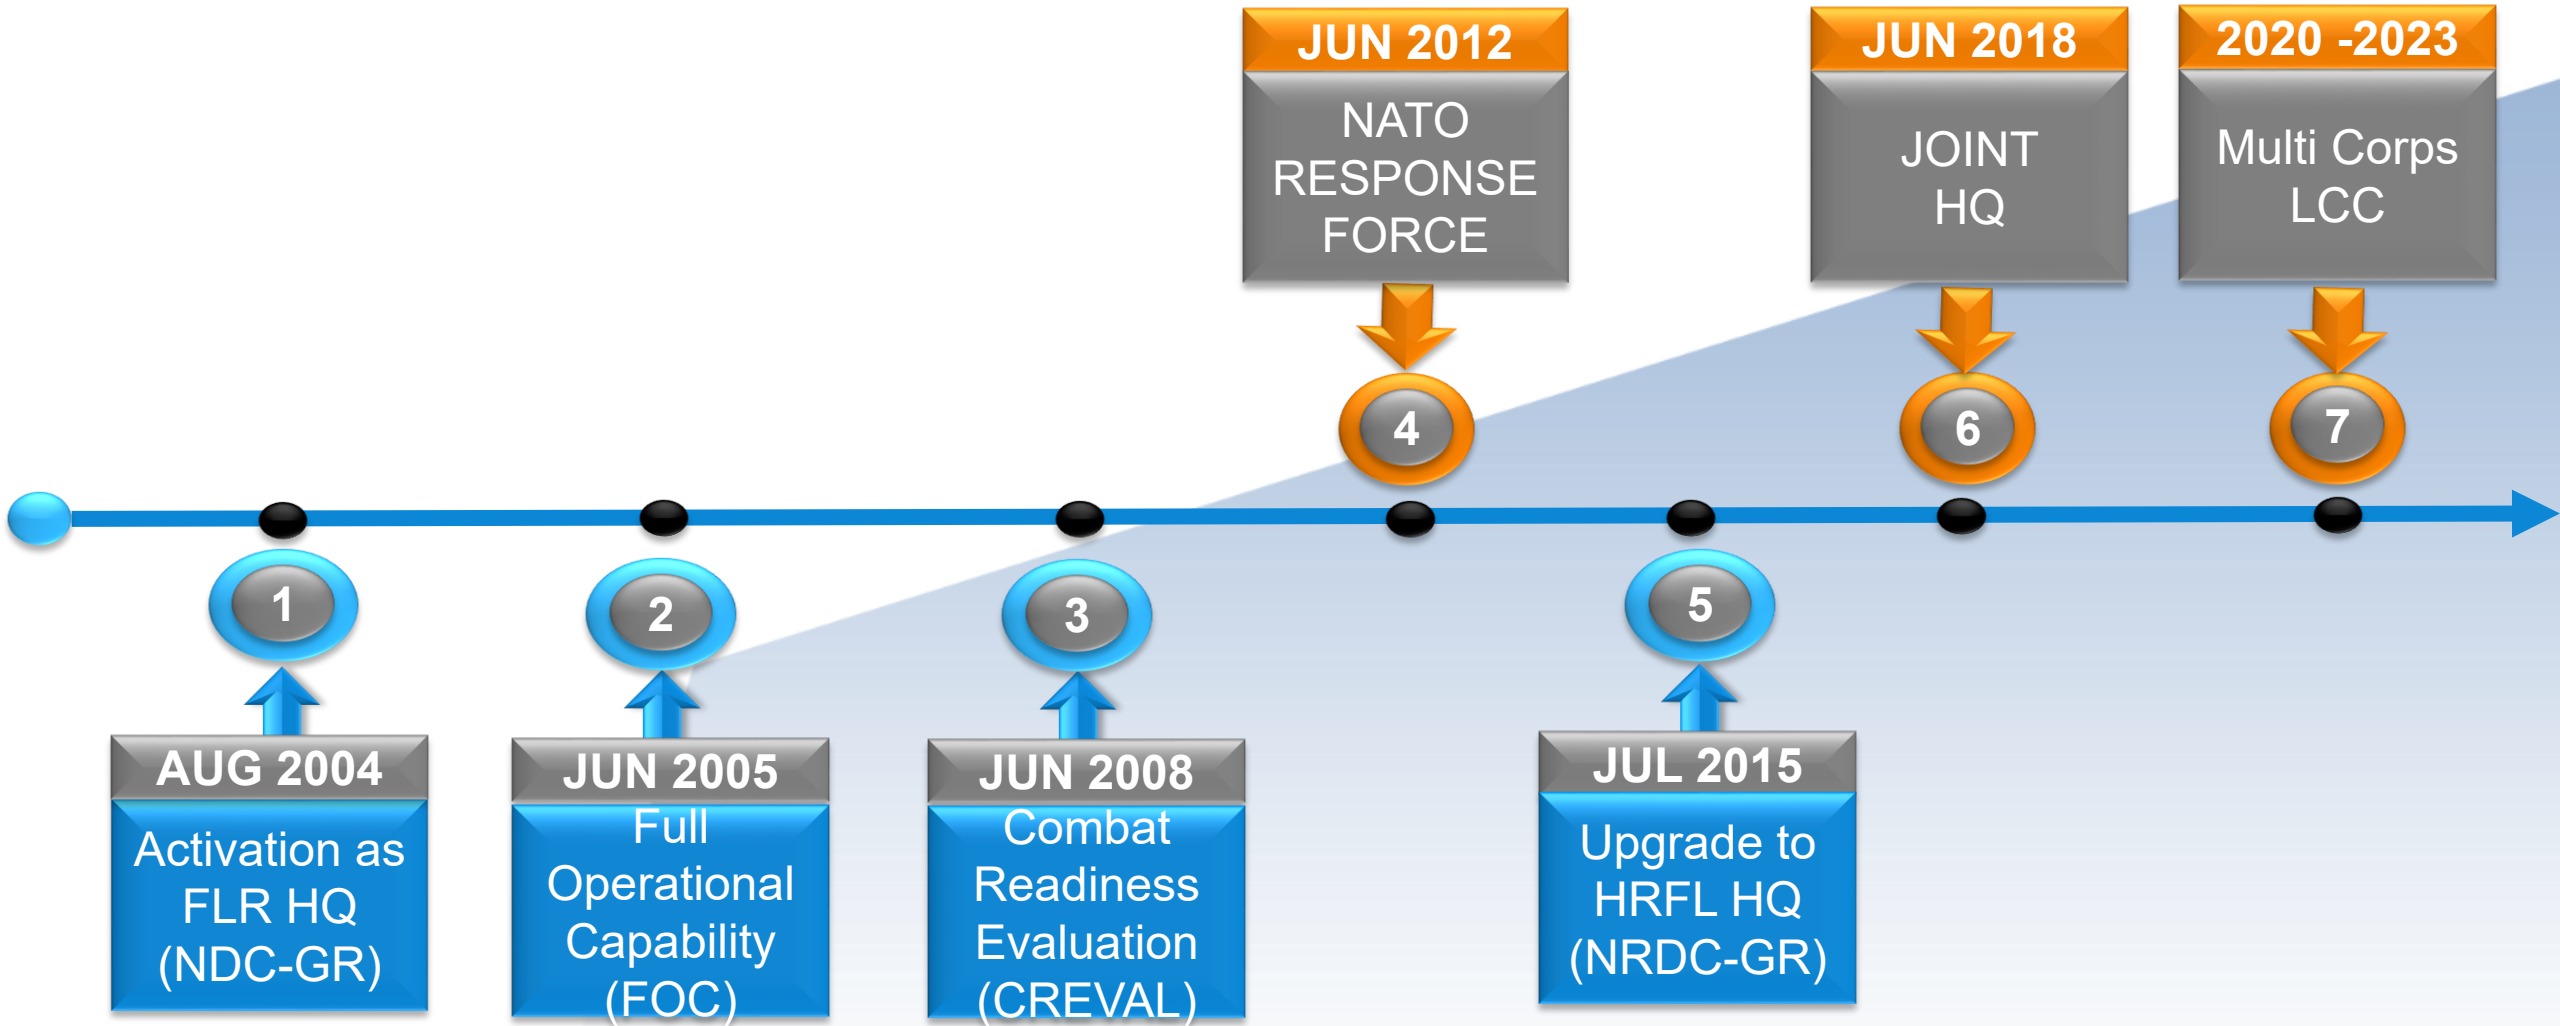 JUN 2012
NATO
RESPONSE
FORCE
4
JUN 2018
JOINT
HQ
6
2020 -2023
Multi Corps
LCC
7
1
AUG 2004
Activation as
FLR HQ
(NDC-GR)
2
JUN 2005
Full
Operational
Capability
(FOC)
3
JUN 2008
Combat
Readiness
Evaluation
(CREVAL)
5
JUL 2015
Upgrade to
HRFL HQ
(NRDC-GR)